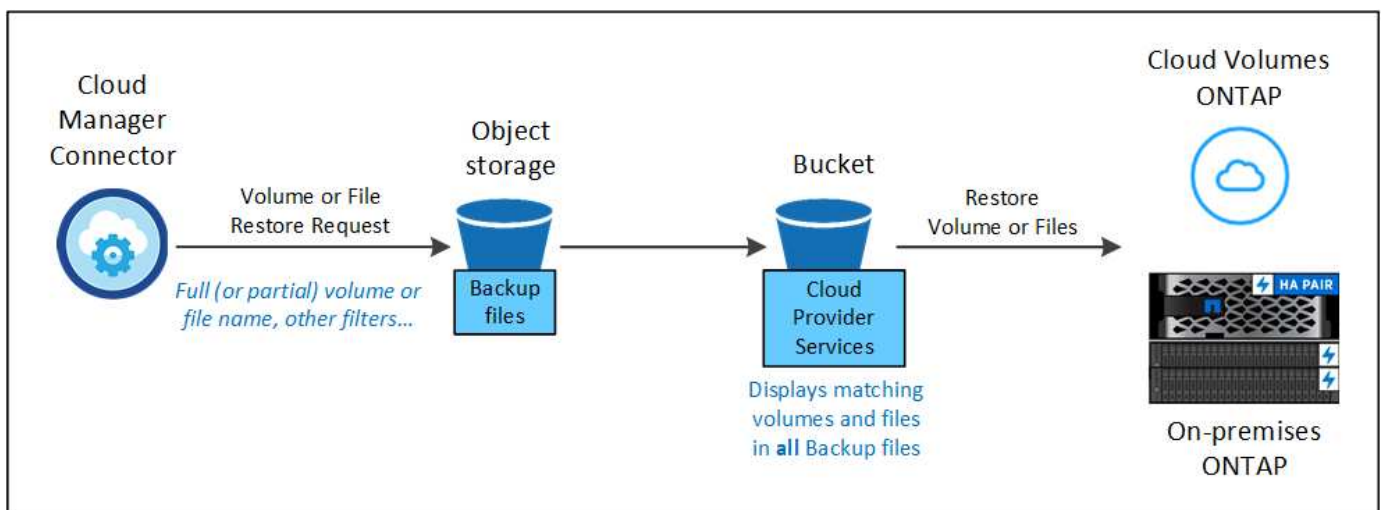 Cloud
Manager
Connector
Volume or File
Restore Request
Full (or partial) volume or
file name, other filters...
Object
storage
Backup
files
Bucket
Cloud
Provider
Services
Displays matching
volumes and files
in all Backup files
Restore
Volume or Files
Cloud Volumes
ONTAP
HA PAIR
On-premises
ONTAP